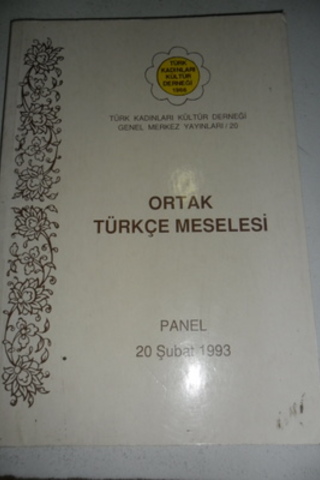 TÜRK
KADINLARI
KÜLTÜR
DERNEĞİ
1966
TÜRK KADINLARI KÜLTÜR DERNEĞİ
GENEL MERKEZ YAYINLARI/20
ORTAK
TÜRKÇE MESELESİ
PANEL
20 Şubat 1993